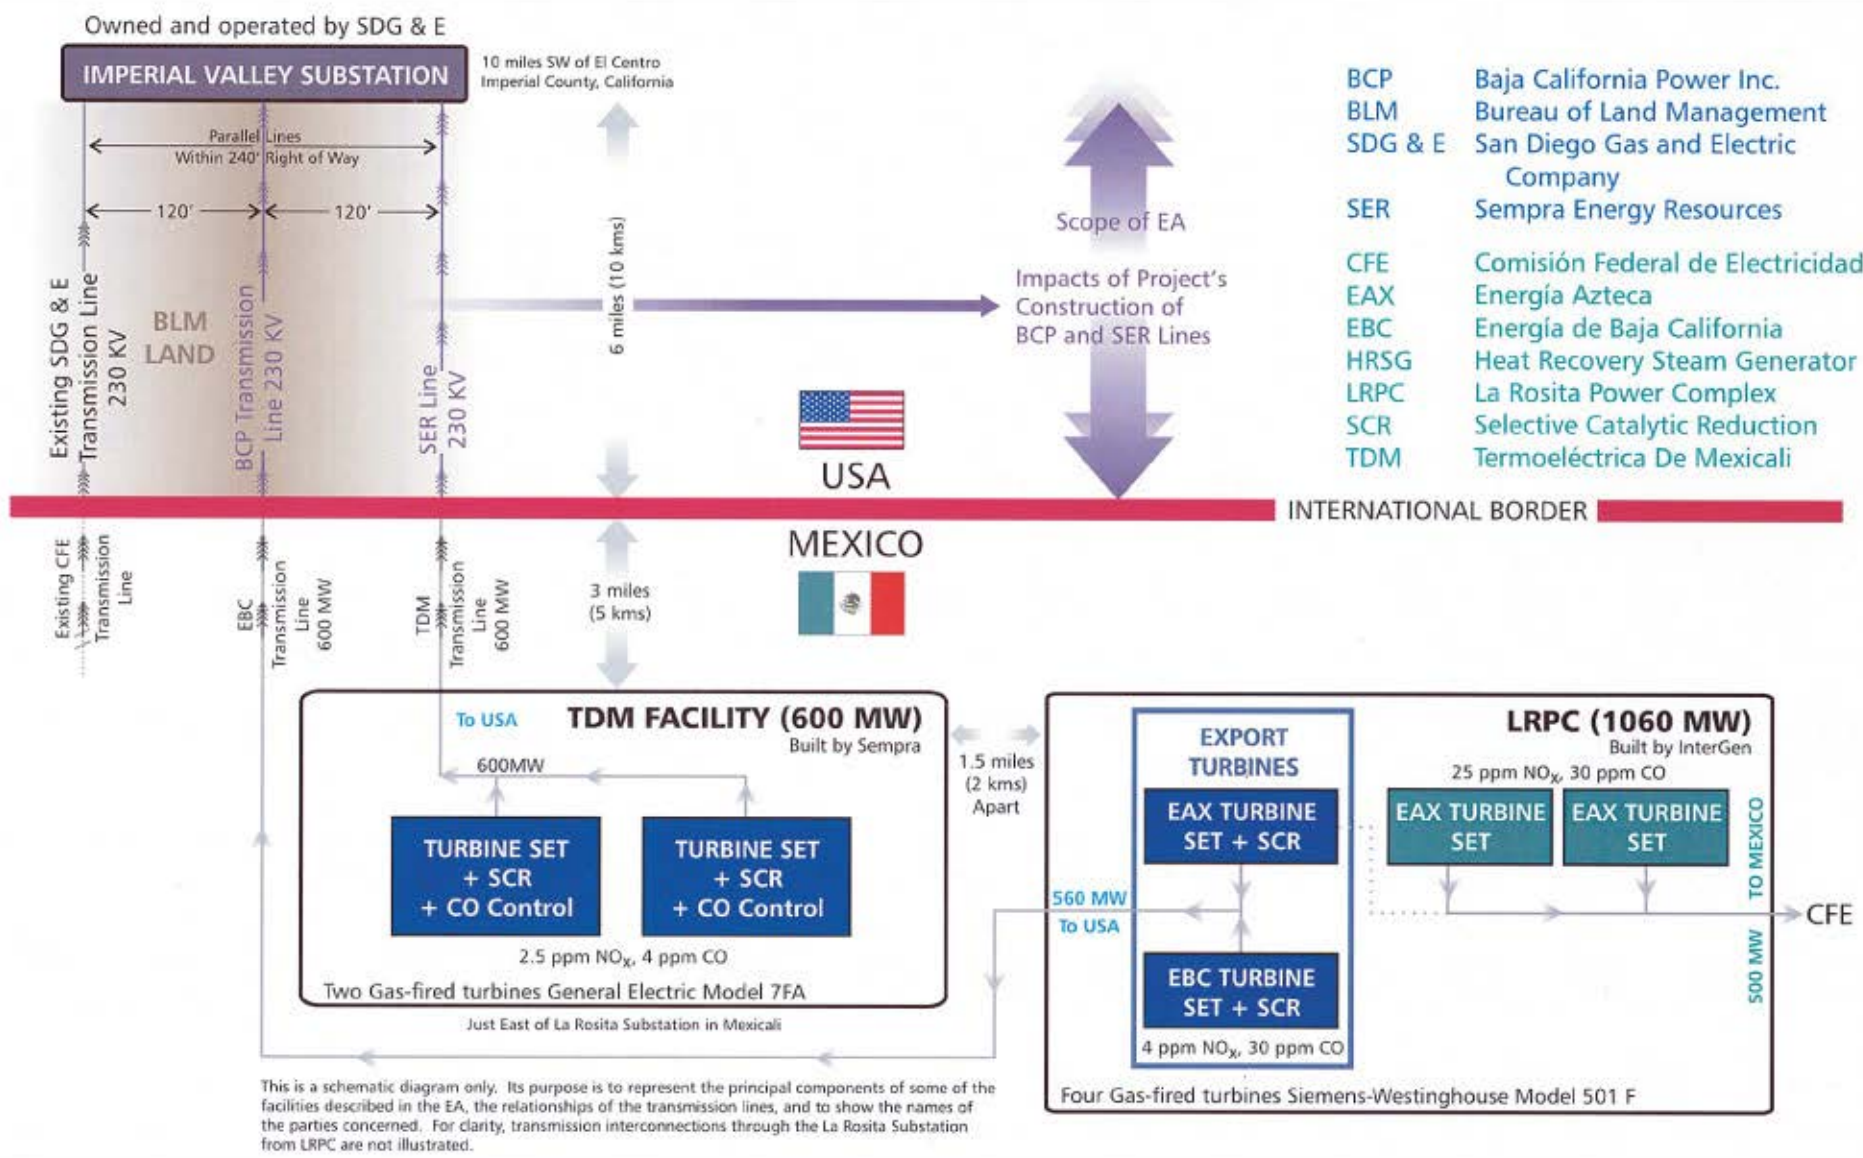 Owned and operated by SDG & E
IMPERIAL VALLEY SUBSTATION
10 miles SW of El Centro
Imperial County, California
Parallel Lines
Within 240' Right of Way
120'
120'
Existing SDG & E
Transmission Line
230 KV
BLM
LAND
BCP Transmission
Line 230 KV
SER Line
230 KV
6 miles (10 kms)
Scope of EA
Impacts of Project's
Construction of
BCP and SER Lines
BCP Baja California Power Inc.
BLM Bureau of Land Management
SDG & E San Diego Gas and Electric
Company
SER Sempra Energy Resources
CFE Comisión Federal de Electricidad
EAX Energía Azteca
EBC Energía de Baja California
HRSG Heat Recovery Steam Generator
LRPC La Rosita Power Complex
SCR Selective Catalytic Reduction
TDM Termoeléctrica De Mexicali
USA
INTERNATIONAL BORDER
MEXICO
Existing CFE
Transmission
Line
EBC
Transmission
Line
600 MW
TDM
Transmission
Line
600 MW
3 miles
(5 kms)
To USA
TDM FACILITY (600 MW)
Built by Sempra
600MW
TURBINE SET
+ SCR
+ CO Control
TURBINE SET
+ SCR
+ CO Control
2.5 ppm NOx, 4 ppm CO
Two Gas-fired turbines General Electric Model 7FA
Just East of La Rosita Substation in Mexicali
1.5 miles
(2 kms)
Apart
LRPC (1060 MW)
Built by InterGen
25 ppm NOx, 30 ppm CO
EXPORT
TURBINES
EAX TURBINE
SET + SCR
EAX TURBINE
SET
EAX TURBINE
SET
560 MW
To USA
EBC TURBINE
SET + SCR
4 ppm NOx, 30 ppm CO
500 MW TO MEXICO
CFE
Four Gas-fired turbines Siemens-Westinghouse Model 501 F
This is a schematic diagram only. Its purpose is to represent the principal components of some of the
facilities described in the EA, the relationships of the transmission lines, and to show the names of
the parties concerned. For clarity, transmission interconnections through the La Rosita Substation
from LRPC are not illustrated.